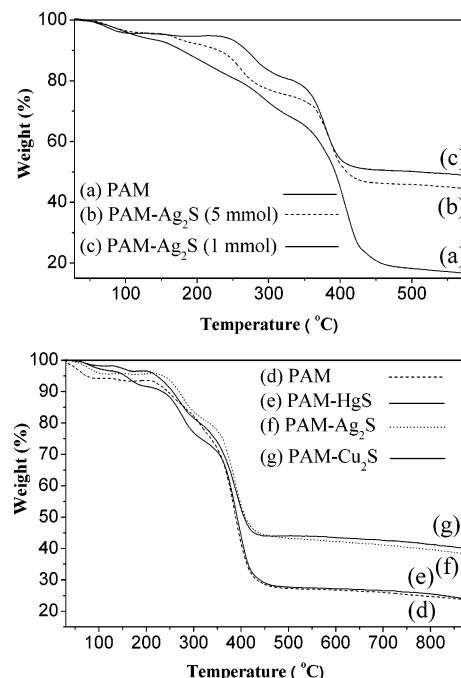 100
80
60
40
20
Weight (%)
(a) PAM
(b) PAM-Ag₂S (5 mmol)
(c) PAM-Ag₂S (1 mmol)
(c)
(b)
(a)
100 200 300 400 500
Temperature ( °C)
100
90
80
70
60
50
40
30
20
Weight (%)
(d) PAM
(e) PAM-HgS
(f) PAM-Ag₂S
(g) PAM-Cu₂S
(g)
(f)
(e)
(d)
100 200 300 400 500 600 700 800
Temperature ( °C)